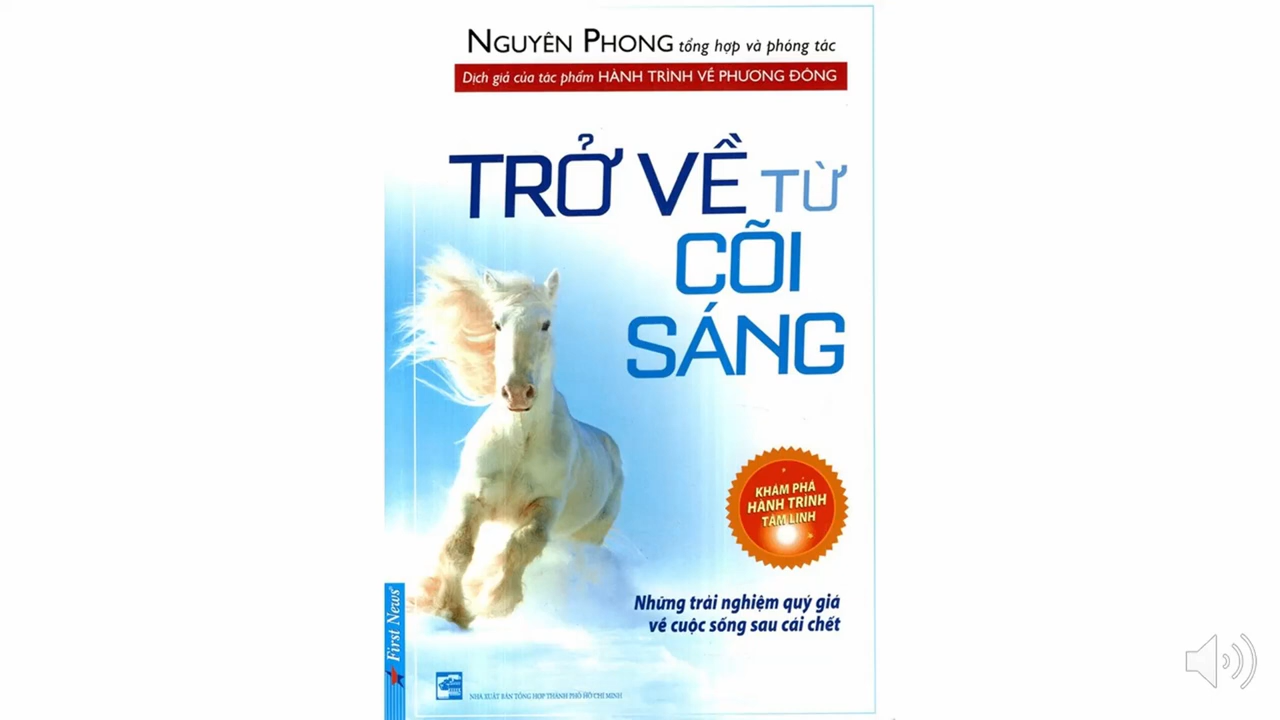 NGUYÊN PHONG tổng hợp và phóng tác
Dịch giả của tác phẩm HÀNH TRÌNH VỀ PHƯƠNG ĐÔNG
TRỞ VỀ TỪ
CÕI
SÁNG
KHÁM PHÁ
HÀNH TRÌNH
TÂM LINH
Những trải nghiệm quý giá
về cuộc sống sau cái chết
First News
NHÀ XUẤT BẢN TỔNG HỢP THÀNH PHỐ HỒ CHÍ MINH